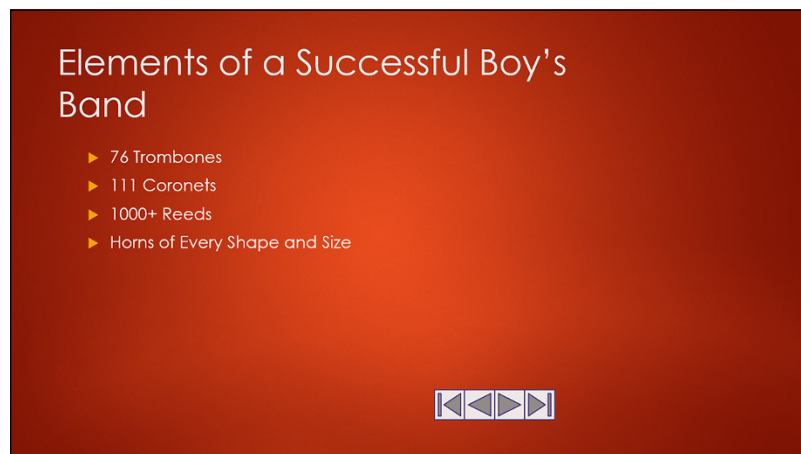 Elements of a Successful Boy’s
Band
76 Trombones
111 Coronets
1000+ Reeds
Horns of Every Shape and Size